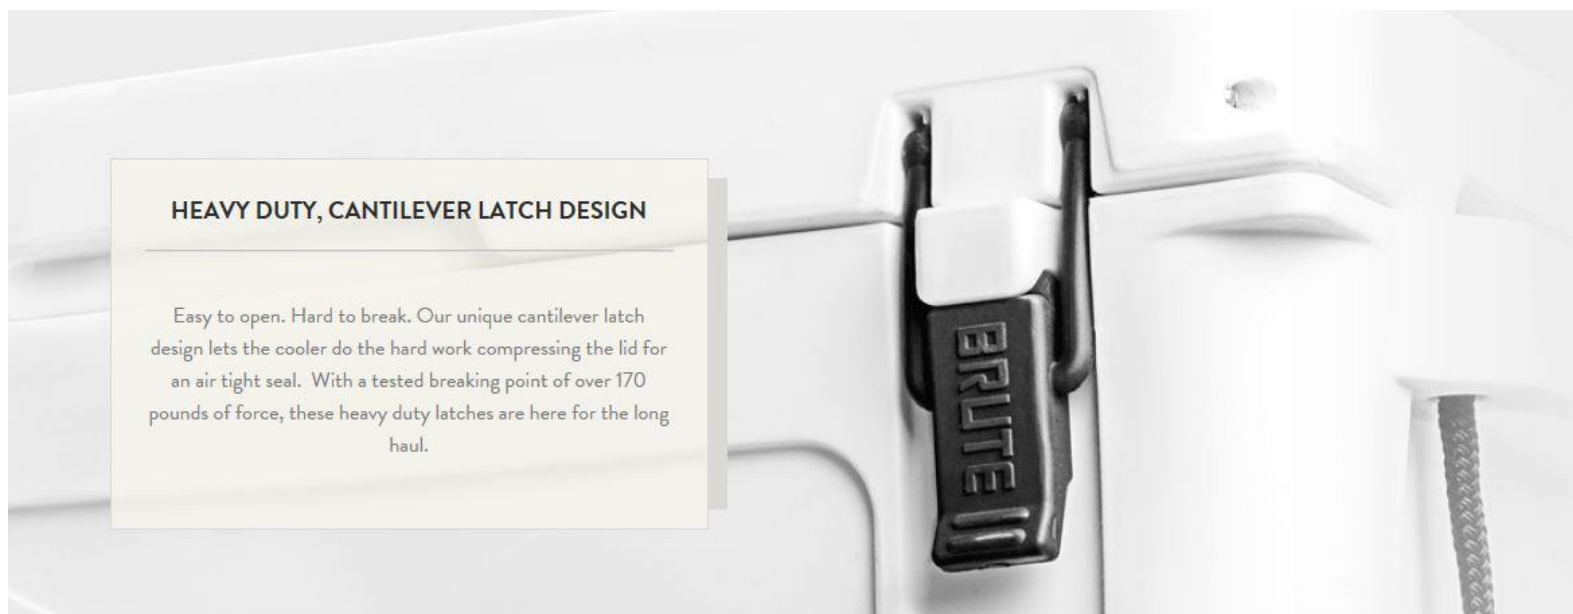 HEAVY DUTY, CANTILEVER LATCH DESIGN
Easy to open. Hard to break. Our unique cantilever latch
design lets the cooler do the hard work compressing the lid for
an air tight seal.  With a tested breaking point of over 170
pounds of force, these heavy duty latches are here for the long
haul.
BRUTE